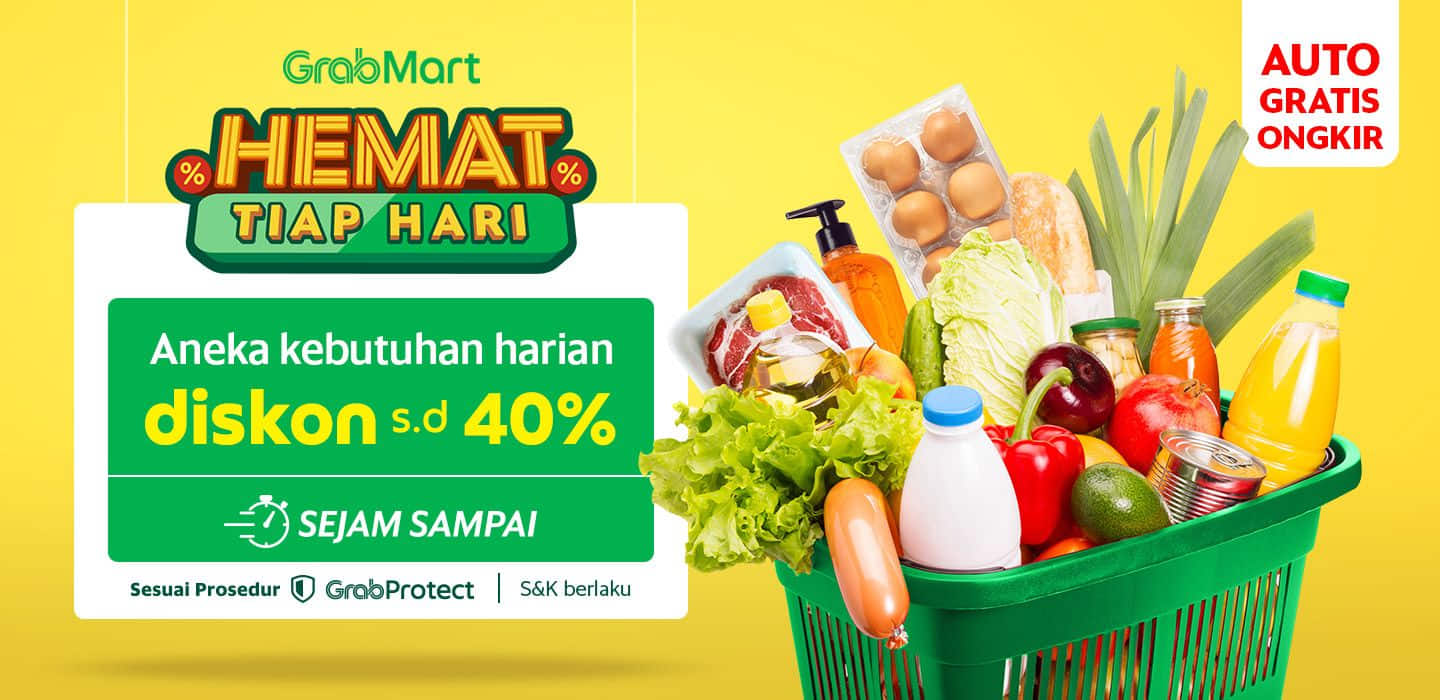 GrabMart
% HEMAT %
TIAP HARI
Aneka kebutuhan harian
diskon s.d 40%
SEJAM SAMPAI
Sesuai Prosedur GrabProtect | S&K berlaku
AUTO
GRATIS
ONGKIR